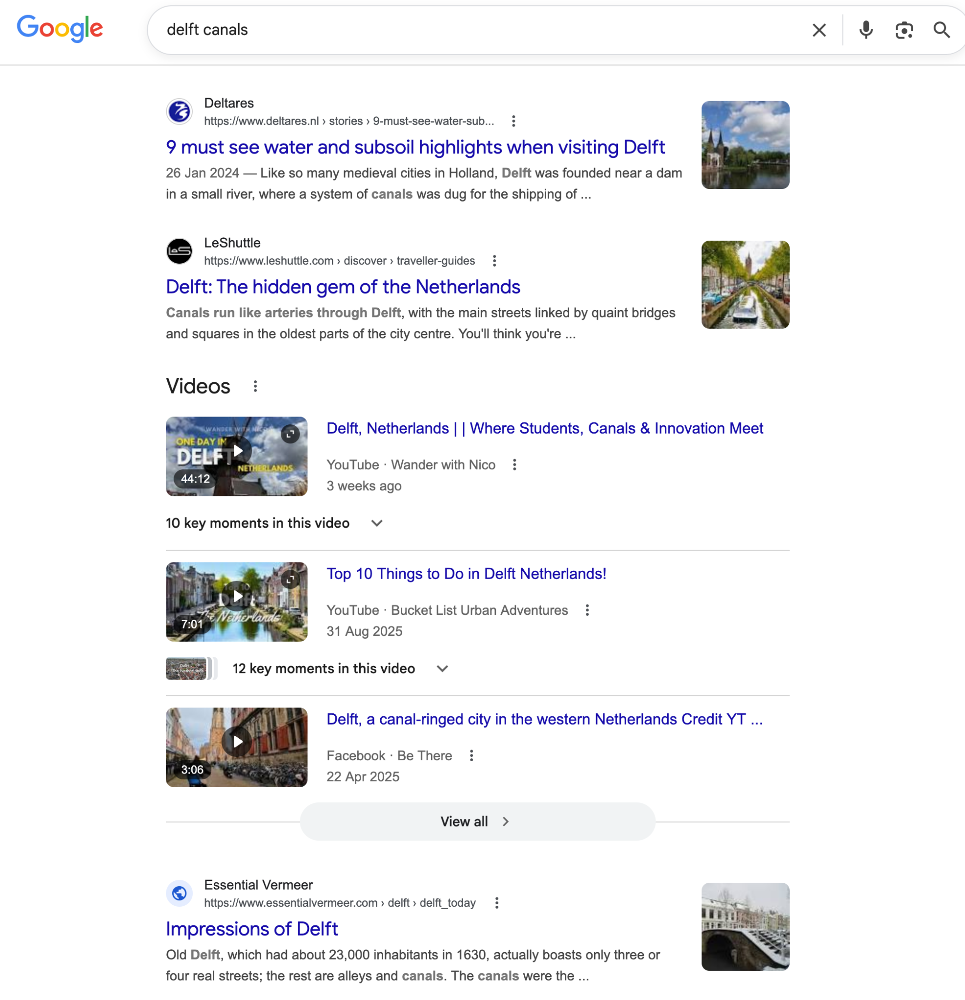 Google
delft canals
Deltares
https://www.deltares.nl › stories › 9-must-see-water-sub...
9 must see water and subsoil highlights when visiting Delft
26 Jan 2024 — Like so many medieval cities in Holland, Delft was founded near a dam
in a small river, where a system of canals was dug for the shipping of ...
LeS
LeShuttle
https://www.leshuttle.com › discover › traveller-guides
Delft: The hidden gem of the Netherlands
Canals run like arteries through Delft, with the main streets linked by quaint bridges
and squares in the oldest parts of the city centre. You'll think you're ...
Videos
WANDER WITH NICO
ONE DAY IN
DELFT
NETHERLANDS
44:12
Delft, Netherlands | | Where Students, Canals & Innovation Meet
YouTube · Wander with Nico
3 weeks ago
10 key moments in this video
Top 10
Delft
The Netherlands
7:01
Top 10 Things to Do in Delft Netherlands!
YouTube · Bucket List Urban Adventures
31 Aug 2025
Delft
The Netherlands
12 key moments in this video
3:06
Delft, a canal-ringed city in the western Netherlands Credit YT ...
Facebook · Be There
22 Apr 2025
View all
Essential Vermeer
https://www.essentialvermeer.com › delft › delft_today
Impressions of Delft
Old Delft, which had about 23,000 inhabitants in 1630, actually boasts only three or
four real streets; the rest are alleys and canals. The canals were the ...